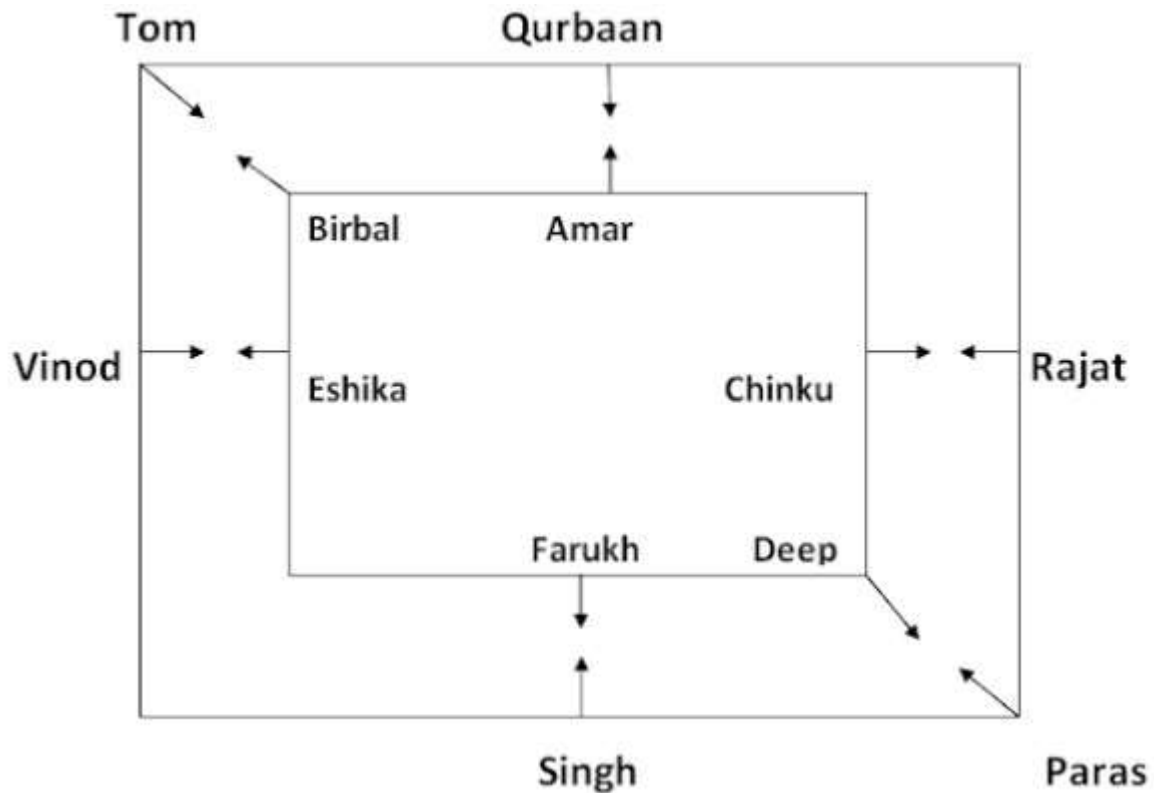 Tom Qurbaan
Birbal Amar
Vinod Eshika Chinku Rajat
Farukh Deep
Singh Paras